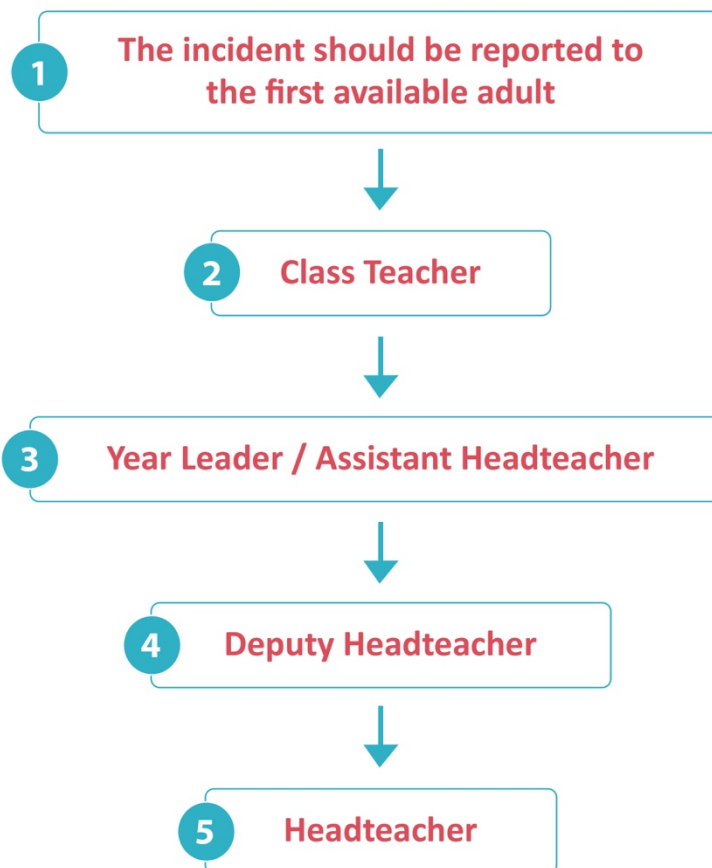 1
The incident should be reported to
the first available adult
2
Class Teacher
3
Year Leader / Assistant Headteacher
4
Deputy Headteacher
5
Headteacher